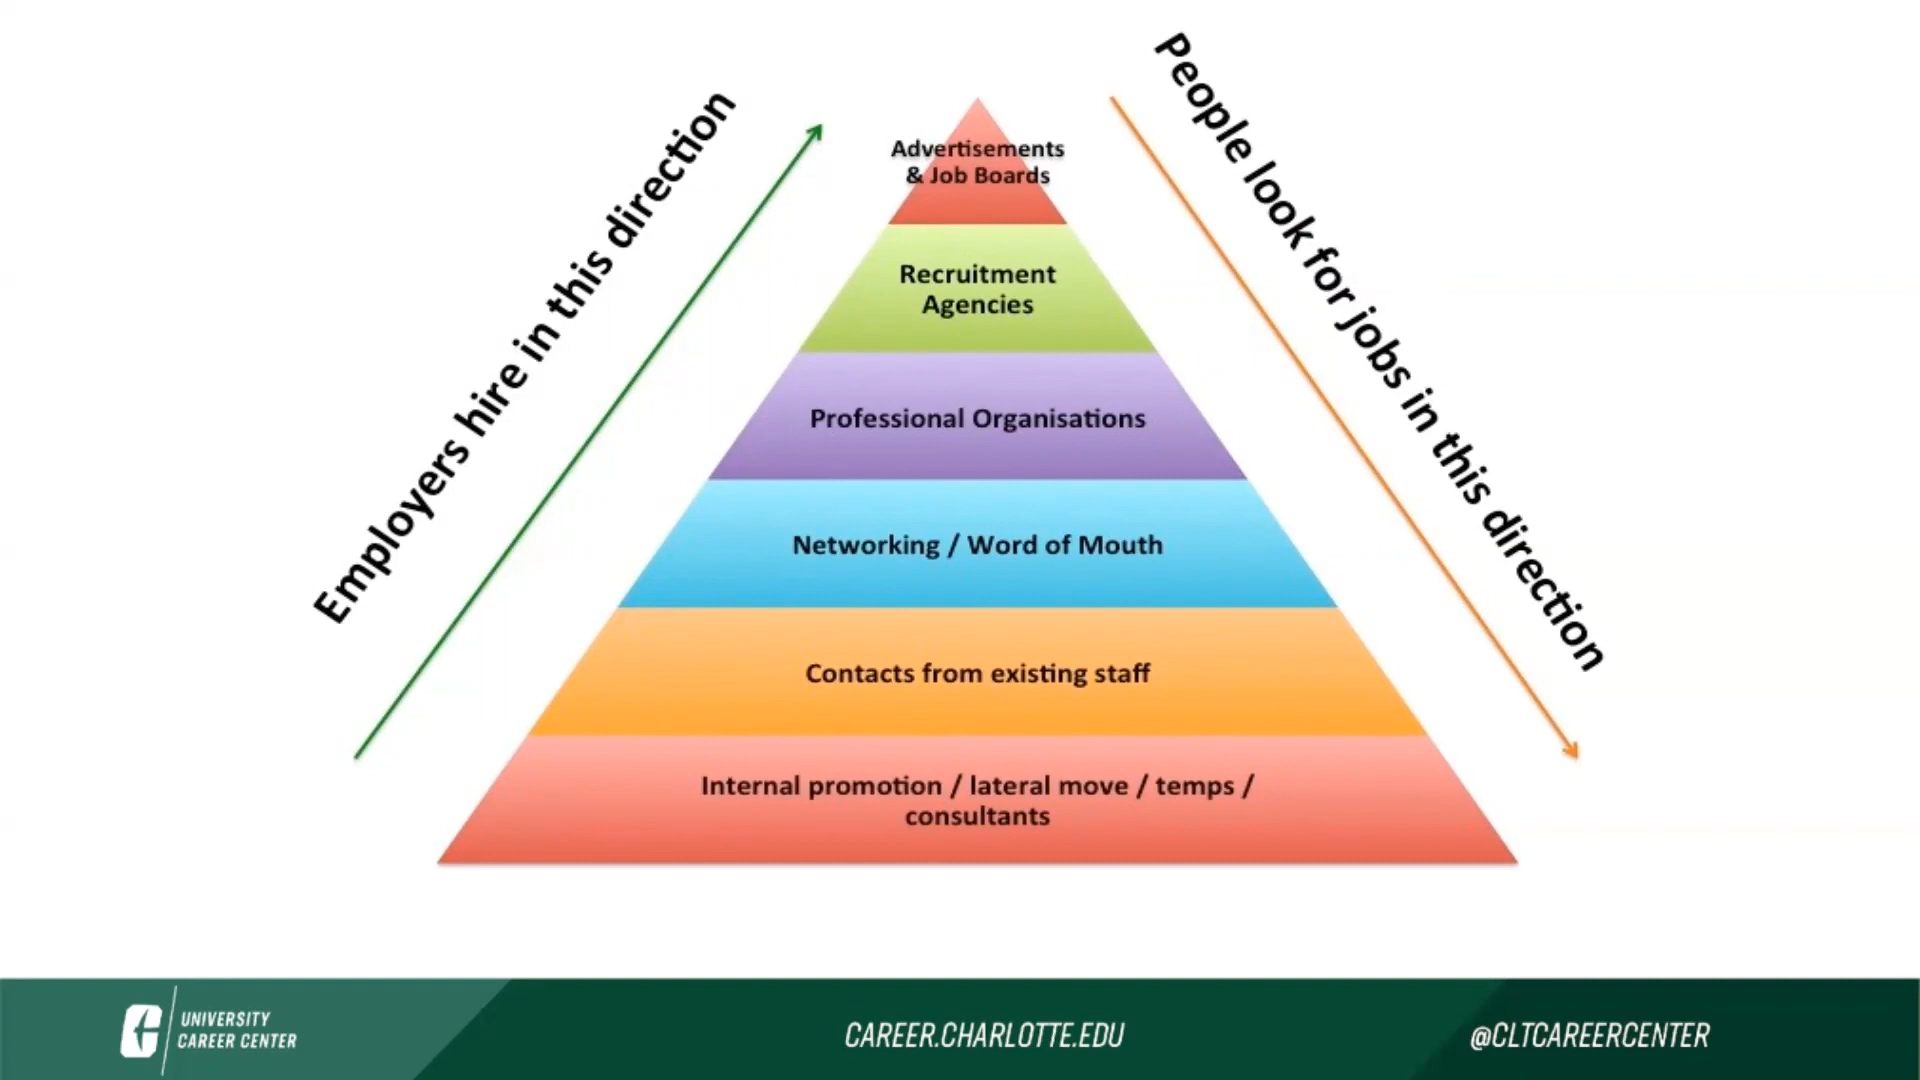 Employers hire in this direction
People look for jobs in this direction
Advertisements
& Job Boards
Recruitment
Agencies
Professional Organisations
Networking / Word of Mouth
Contacts from existing staff
Internal promotion / lateral move / temps /
consultants
UNIVERSITY
CAREER CENTER
CAREER.CHARLOTTE.EDU
@CLTCAREERCENTER